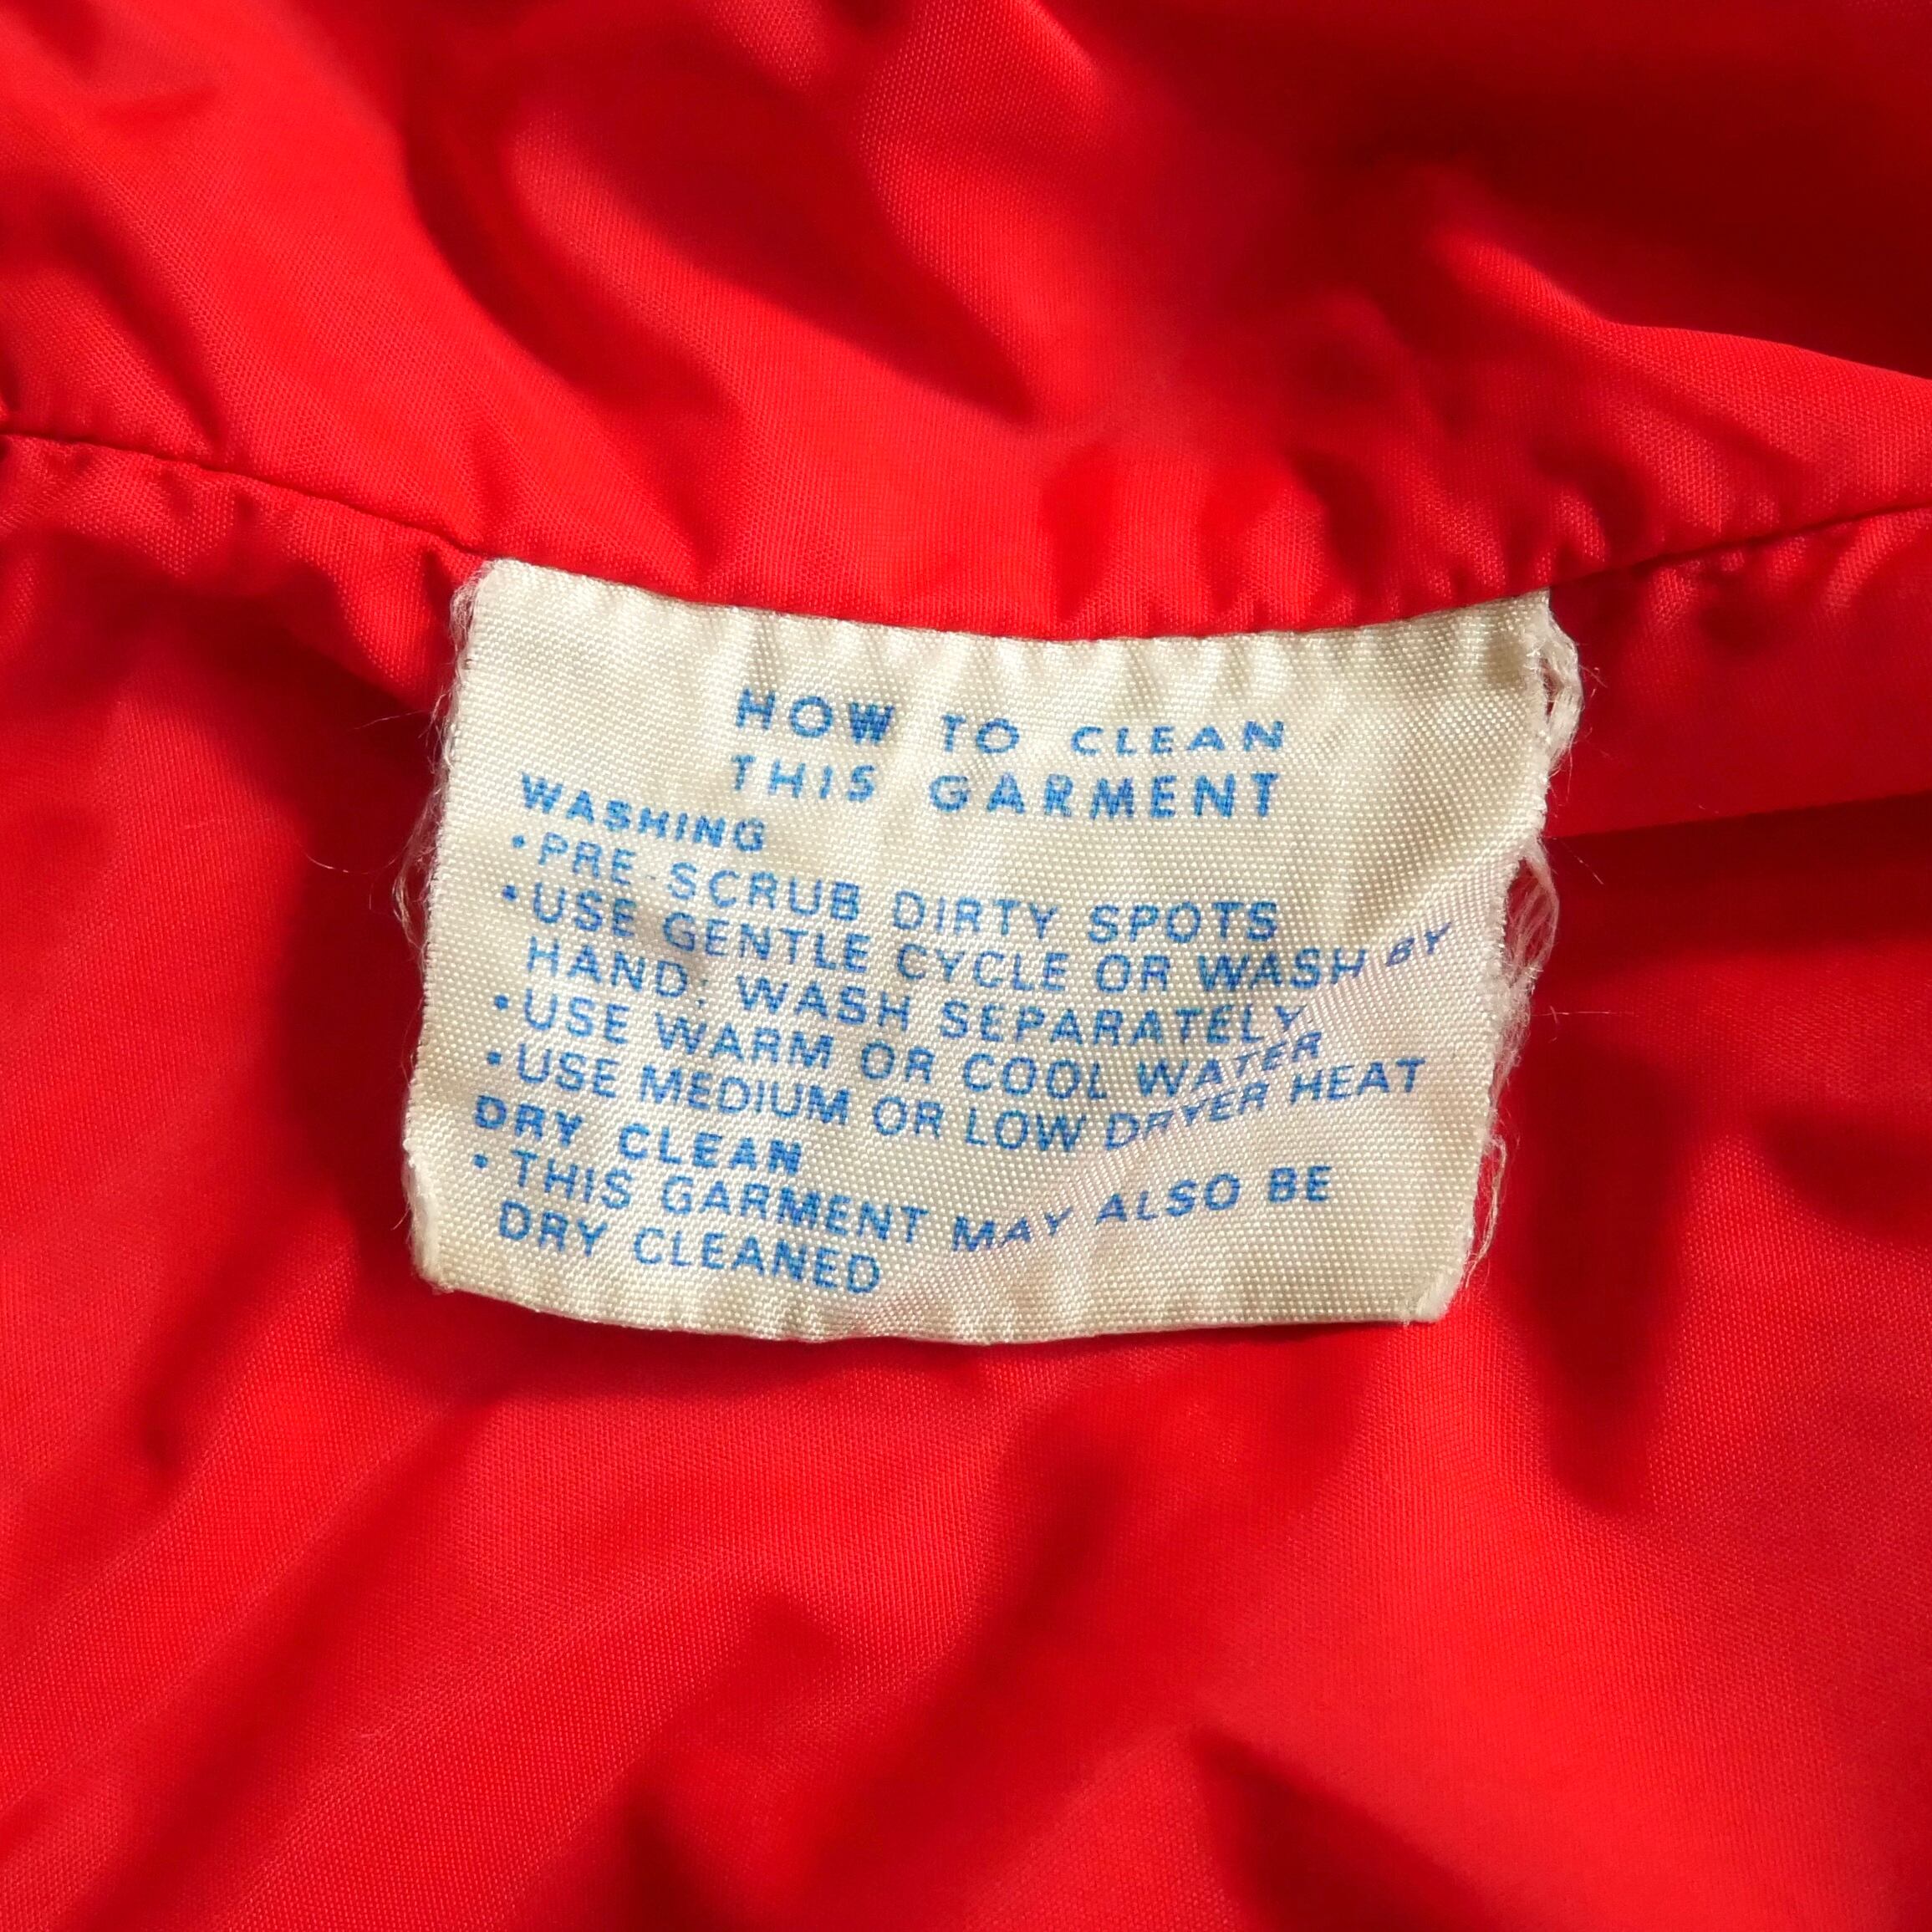 HOW TO CLEAN
THIS GARMENT
WASHING
•PRE-SCRUB DIRTY SPOTS
•USE GENTLE CYCLE OR WASH BY
HAND: WASH SEPARATELY
•USE WARM OR COOL WATER
•USE MEDIUM OR LOW DRYER HEAT
DRY CLEAN
•THIS GARMENT MAY ALSO BE
DRY CLEANED